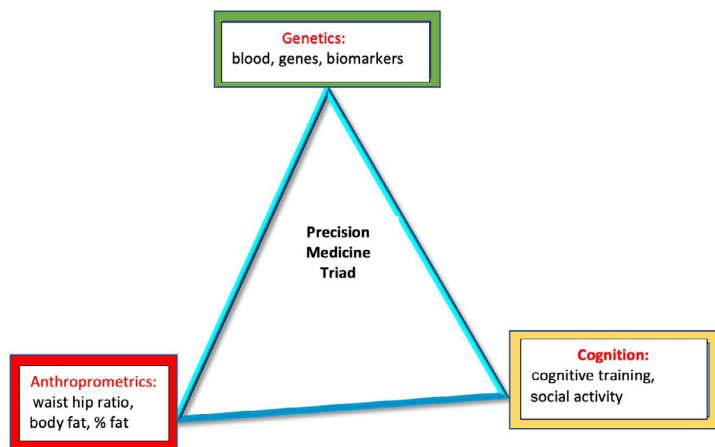 Genetics:
blood, genes, biomarkers
Precision
Medicine
Triad
Anthroprometrics:
waist hip ratio,
body fat, % fat
Cognition:
cognitive training,
social activity